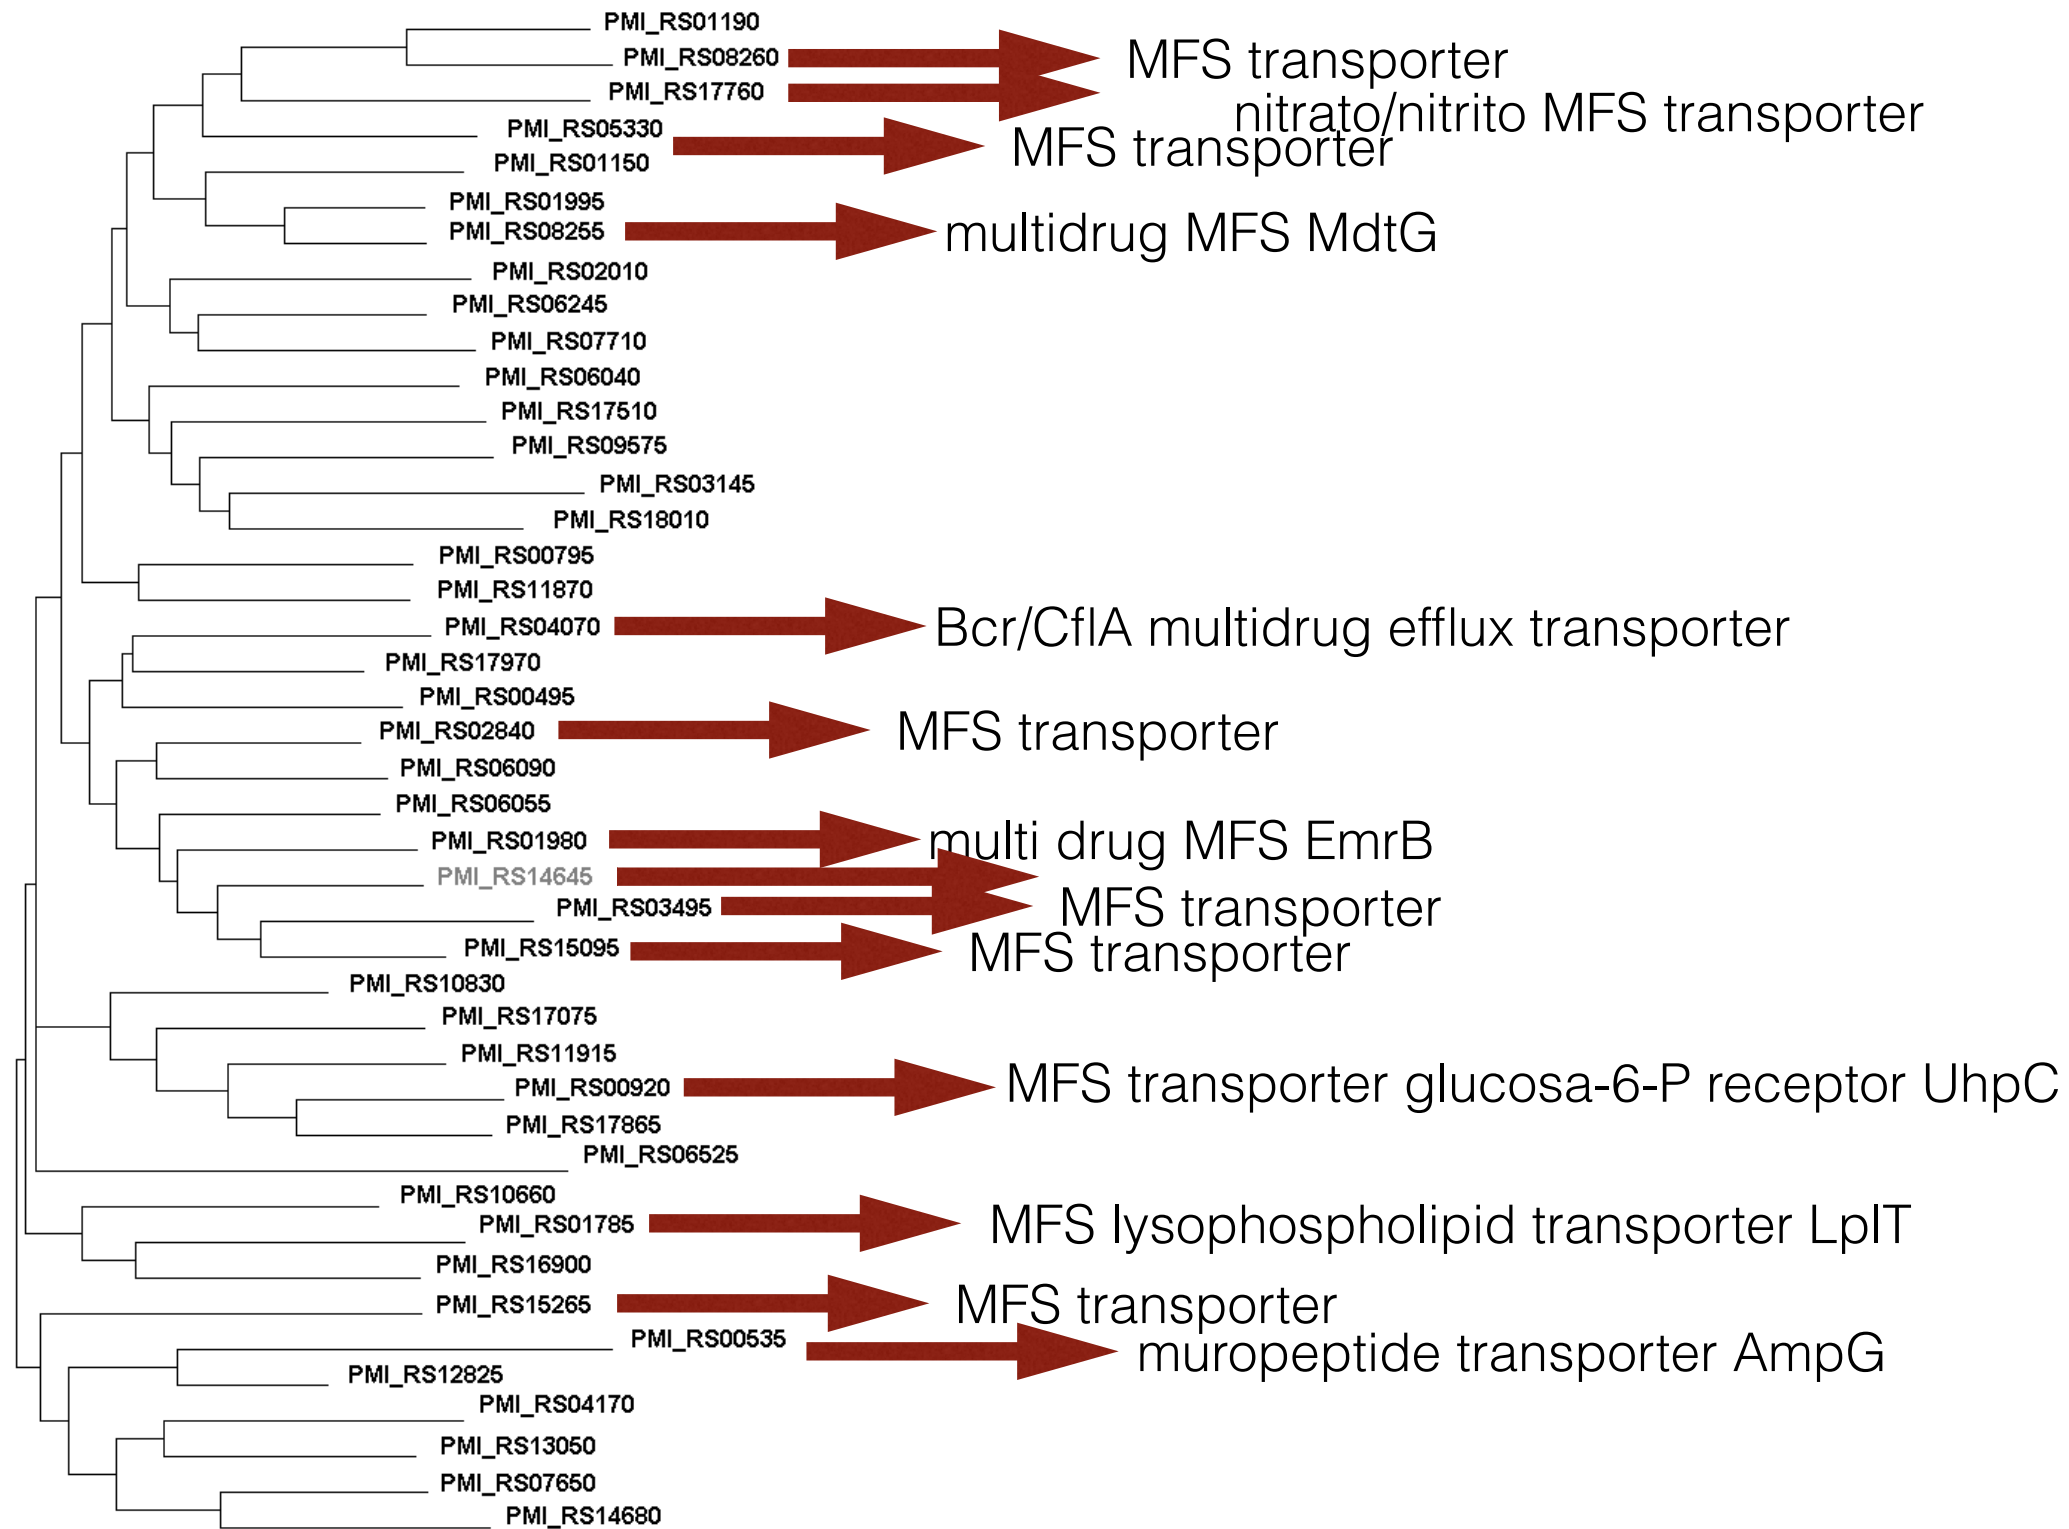 PMI_RS01190
PMI_RS08260 MFS transporter
PMI_RS17760 nitrato/nitrito MFS transporter
PMI_RS05330 MFS transporter
PMI_RS01150
PMI_RS01995
PMI_RS08255 multidrug MFS MdtG
PMI_RS02010
PMI_RS06245
PMI_RS07710
PMI_RS06040
PMI_RS17510
PMI_RS09575
PMI_RS03145
PMI_RS18010
PMI_RS00795
PMI_RS11870
PMI_RS04070 Bcr/CflA multidrug efflux transporter
PMI_RS17970
PMI_RS00495
PMI_RS02840 MFS transporter
PMI_RS06090
PMI_RS06055
PMI_RS01980 multi drug MFS EmrB
PMI_RS14645
PMI_RS03495 MFS transporter
PMI_RS15095 MFS transporter
PMI_RS10830
PMI_RS17075
PMI_RS11915
PMI_RS00920 MFS transporter glucosa-6-P receptor UhpC
PMI_RS17865
PMI_RS06525
PMI_RS10660
PMI_RS01785 MFS lysophospholipid transporter LplT
PMI_RS16900
PMI_RS15265 MFS transporter
PMI_RS00535 muropeptide transporter AmpG
PMI_RS12825
PMI_RS04170
PMI_RS13050
PMI_RS07650
PMI_RS14680